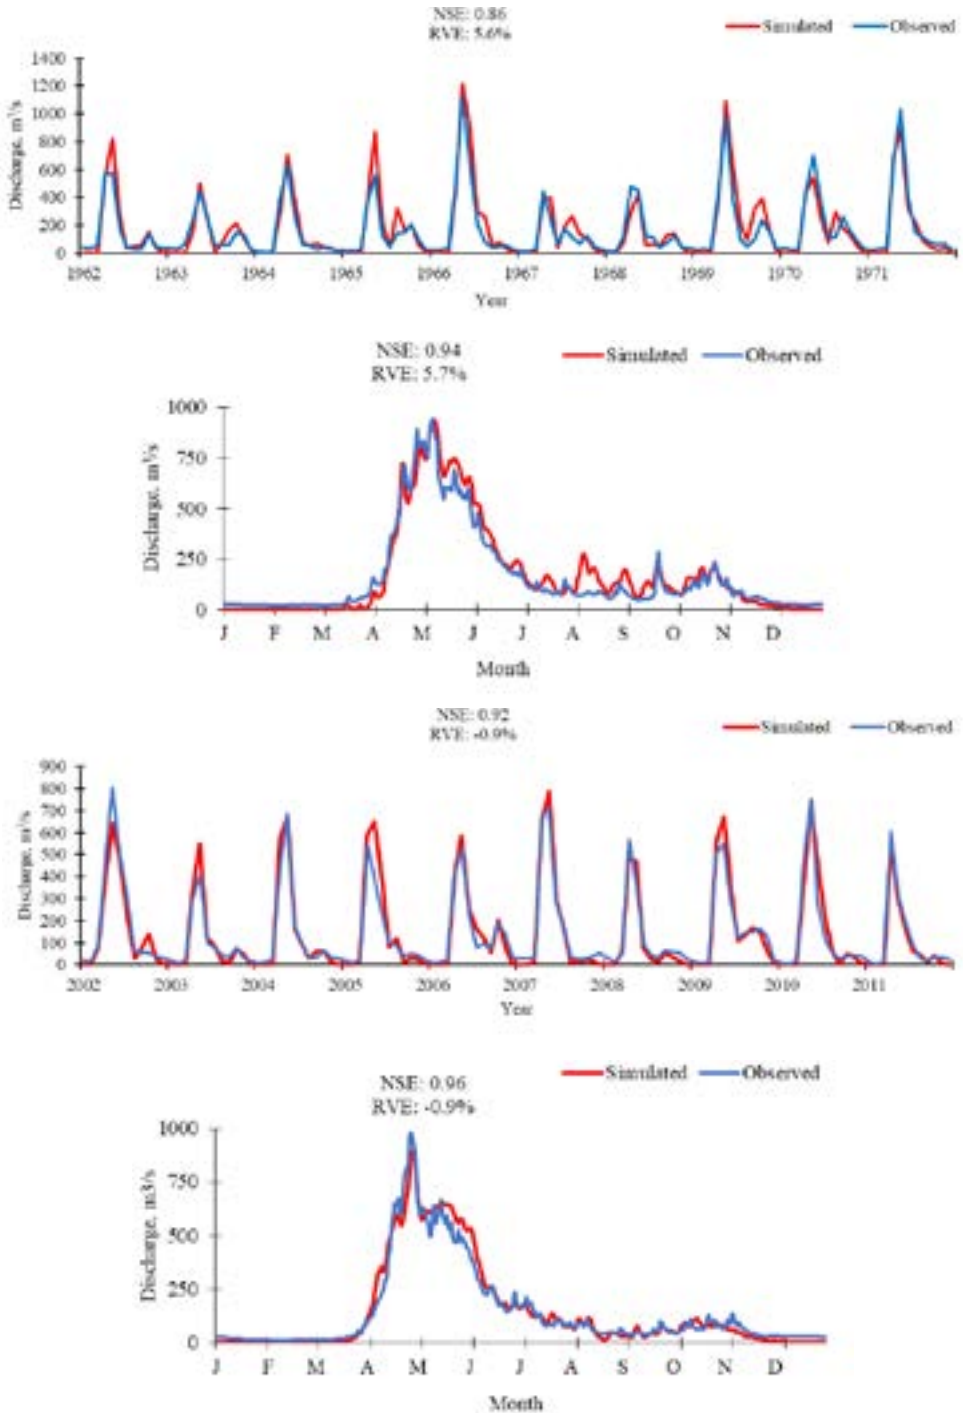 NSE: 0.86
RVE: 5.6%
Simulated Observed
Discharge, m³/s
1400
1200
1000
800
600
400
200
0
1962 1963 1964 1965 1966 1967 1968 1969 1970 1971
Year
NSE: 0.94
RVE: 5.7%
Simulated Observed
Discharge, m³/s
1000
750
500
250
0
J F M A M J J A S O N D
Month
NSE: 0.92
RVE: -0.9%
Simulated Observed
Discharge, m³/s
900
800
700
600
500
400
300
200
100
0
2002 2003 2004 2005 2006 2007 2008 2009 2010 2011
Year
NSE: 0.96
RVE: -0.9%
Simulated Observed
Discharge, m3/s
1000
750
500
250
0
J F M A M J J A S O N D
Month